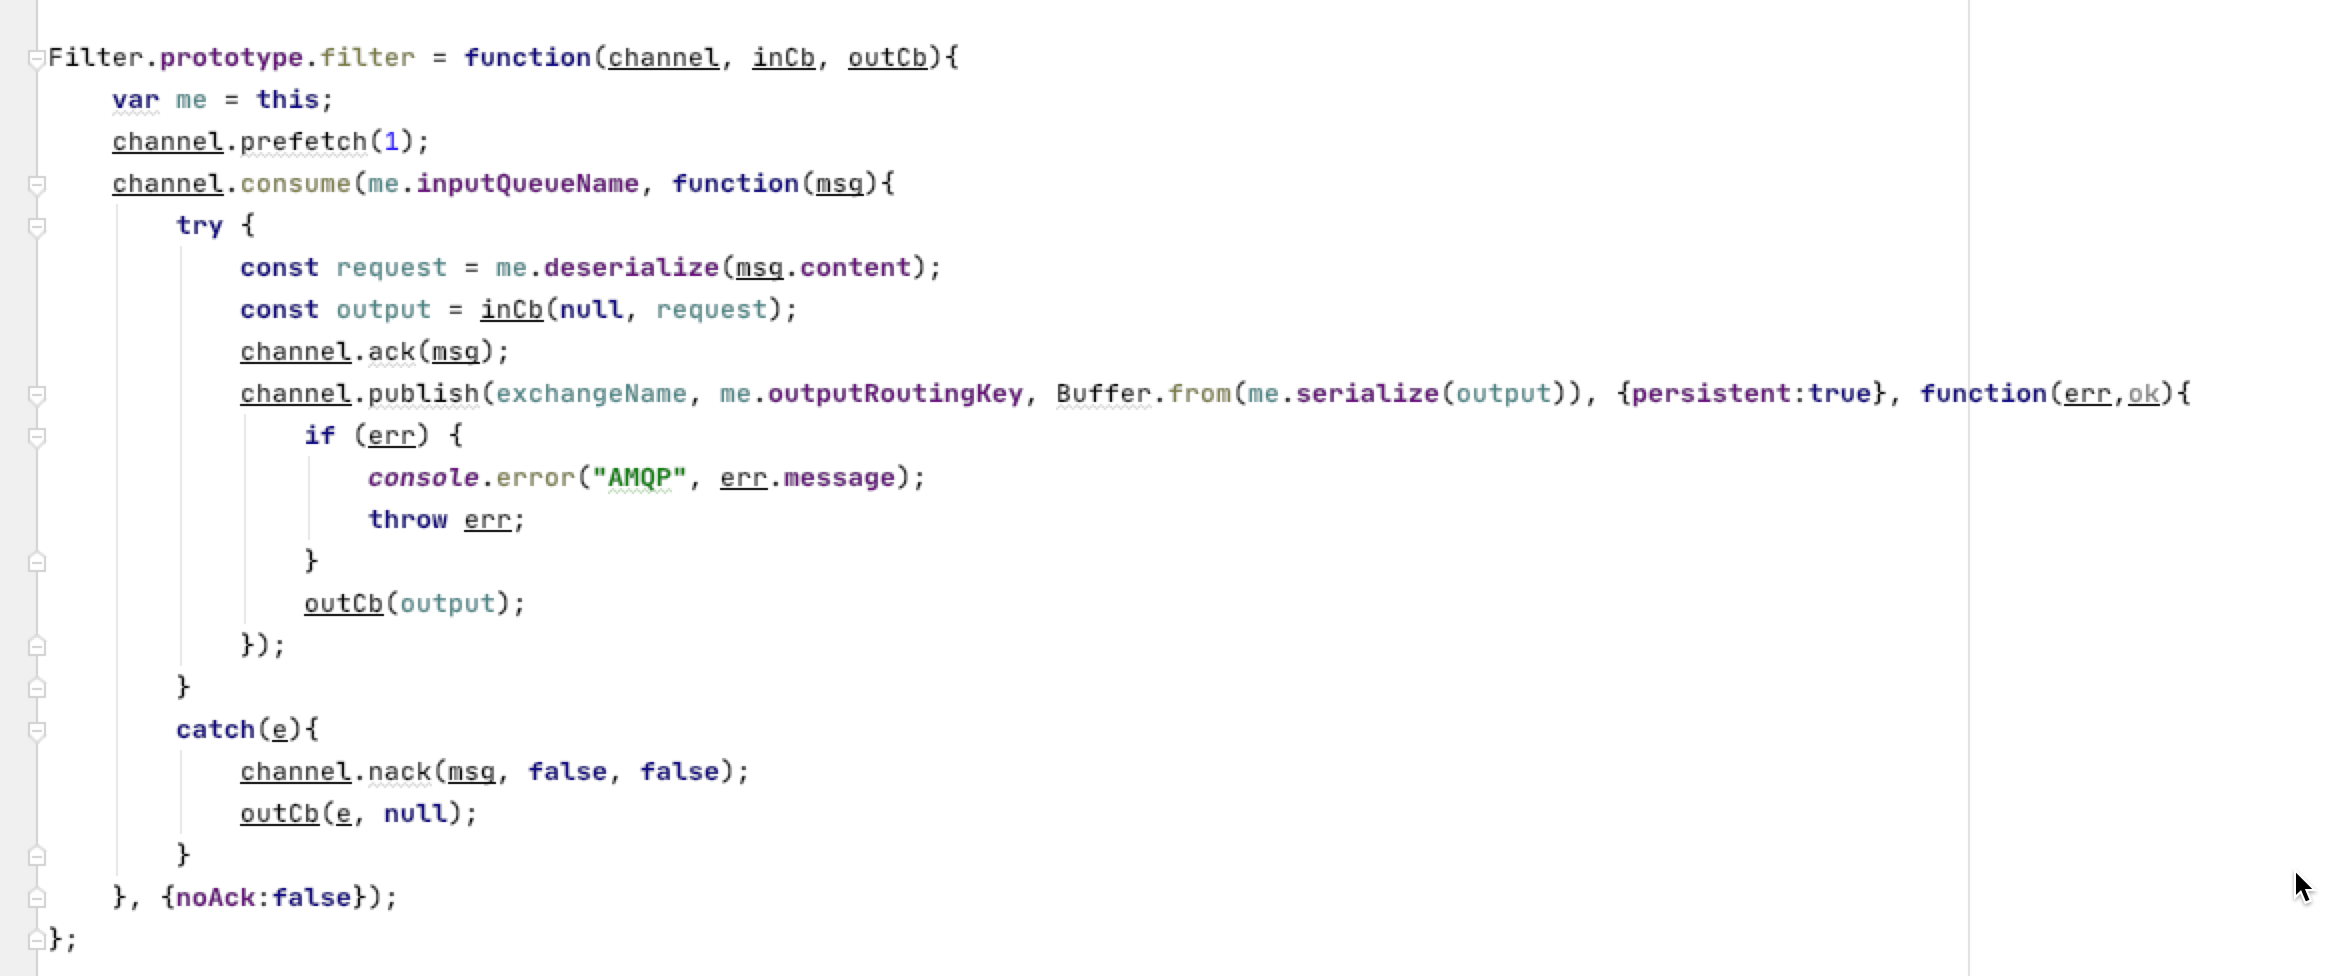 Filter.prototype.filter = function(channel, inCb, outCb){
    var me = this;
    channel.prefetch(1);
    channel.consume(me.inputQueueName, function(msg){
        try {
            const request = me.deserialize(msg.content);
            const output = inCb(null, request);
            channel.ack(msg);
            channel.publish(exchangeName, me.outputRoutingKey, Buffer.from(me.serialize(output)), {persistent:true}, function(err,ok){
                if (err) {
                    console.error("AMQP", err.message);
                    throw err;
                }
                outCb(output);
            });
        }
        catch(e){
            channel.nack(msg, false, false);
            outCb(e, null);
        }
    }, {noAck:false});
};